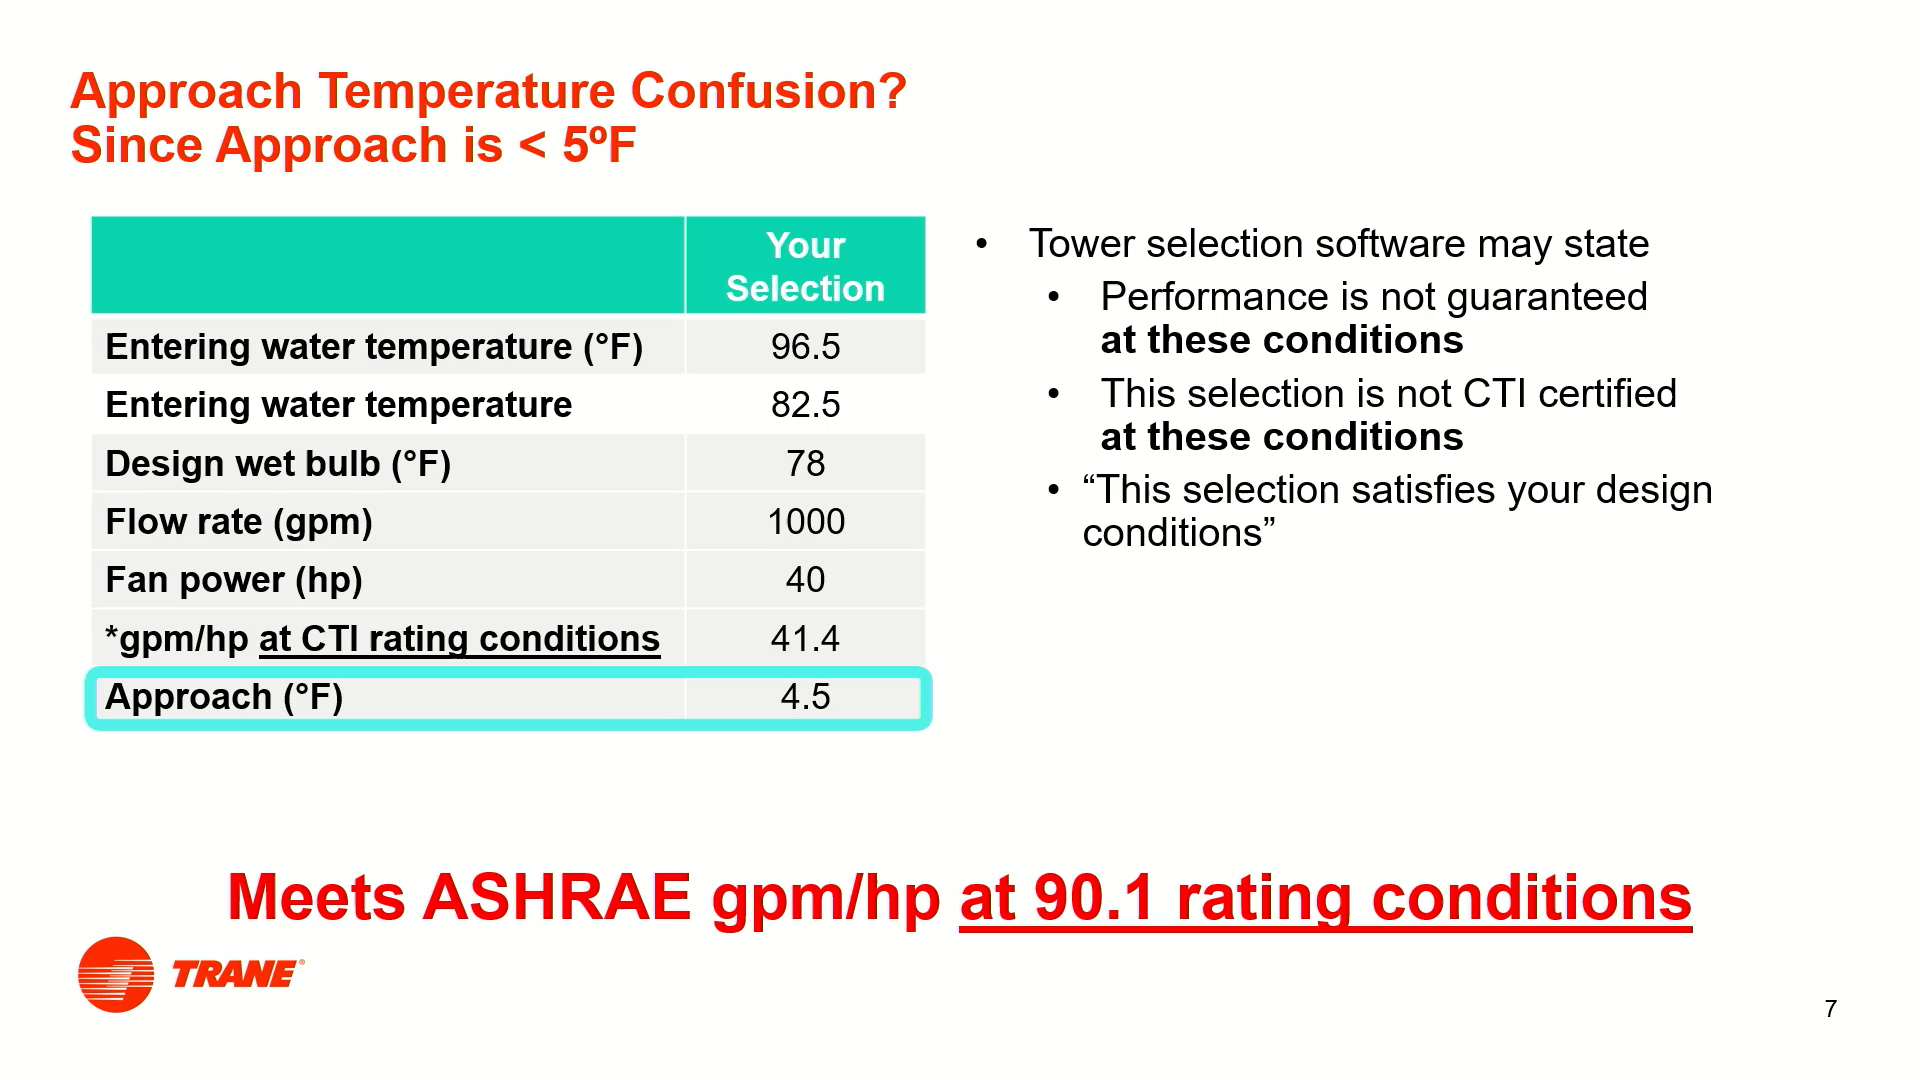 Approach Temperature Confusion?
Since Approach is < 5ºF
Your
Selection
Entering water temperature (°F) 96.5
Entering water temperature 82.5
Design wet bulb (°F) 78
Flow rate (gpm) 1000
Fan power (hp) 40
*gpm/hp at CTI rating conditions 41.4
Approach (°F) 4.5
• Tower selection software may state
• Performance is not guaranteed
at these conditions
• This selection is not CTI certified
at these conditions
• “This selection satisfies your design
conditions”
Meets ASHRAE gpm/hp at 90.1 rating conditions
TRANE®
7